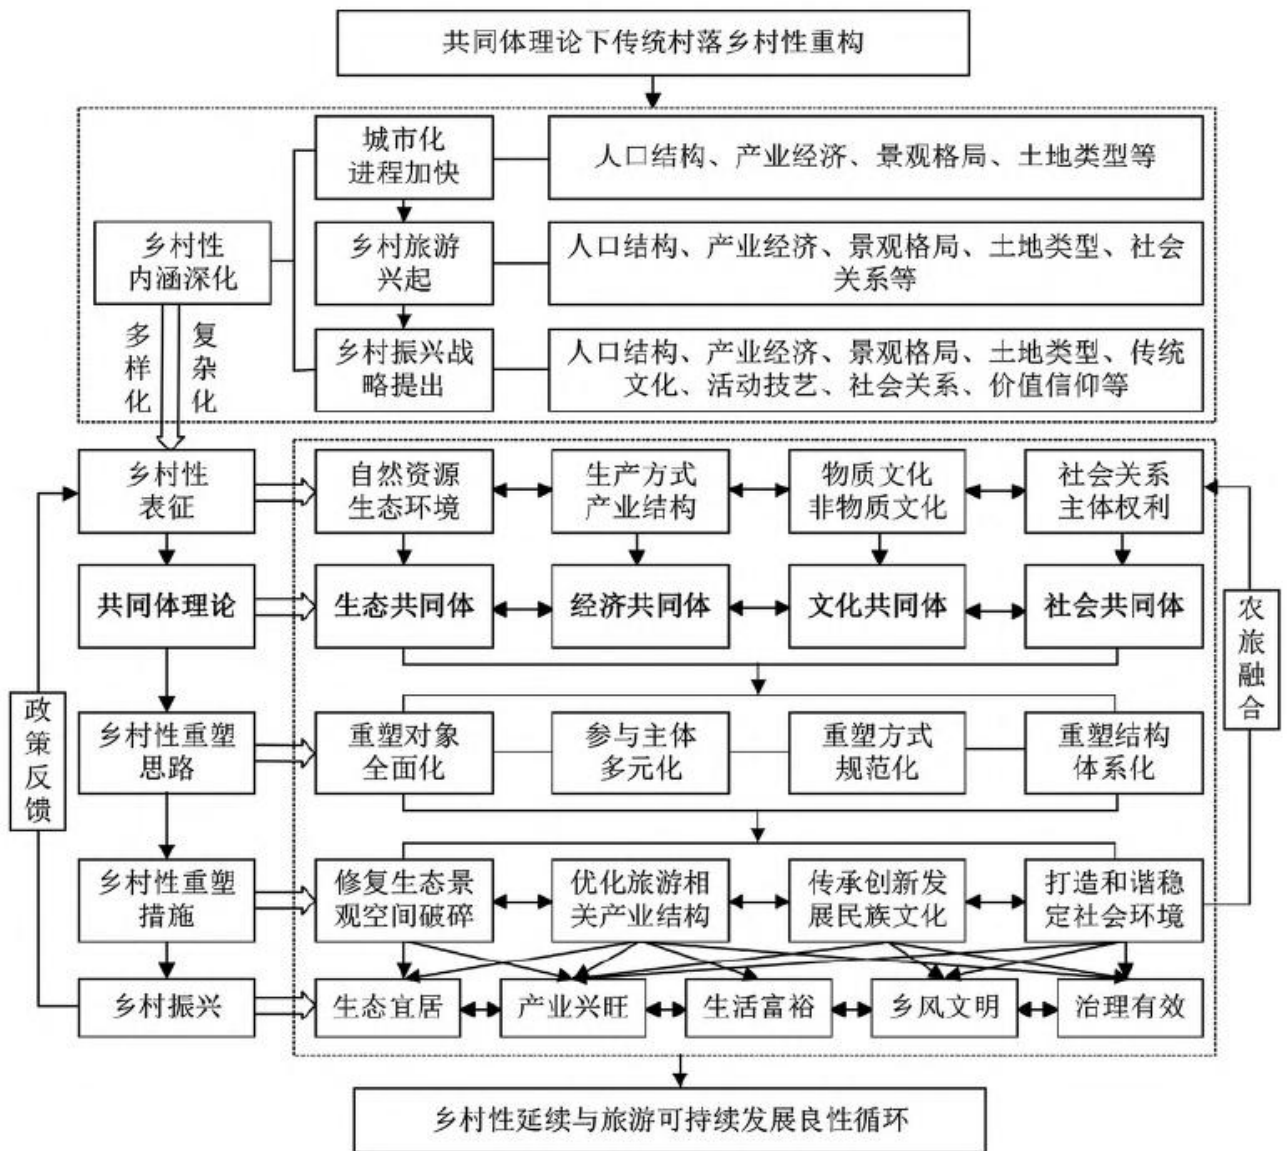 共同体理论下传统村落乡村性重构
城市化
进程加快
人口结构、产业经济、景观格局、土地类型等
乡村性
内涵深化
乡村旅游
兴起
人口结构、产业经济、景观格局、土地类型、社会
关系等
多样化
复杂化
乡村振兴战
略提出
人口结构、产业经济、景观格局、土地类型、传统
文化、活动技艺、社会关系、价值信仰等
乡村性
表征
自然资源
生态环境
生产方式
产业结构
物质文化
非物质文化
社会关系
主体权利
共同体理论
生态共同体
经济共同体
文化共同体
社会共同体
农旅融合
政策反馈
乡村性重塑
思路
重塑对象
全面化
参与主体
多元化
重塑方式
规范化
重塑结构
体系化
乡村性重塑
措施
修复生态景
观空间破碎
优化旅游相
关产业结构
传承创新发
展民族文化
打造和谐稳
定社会环境
乡村振兴
生态宜居
产业兴旺
生活富裕
乡风文明
治理有效
乡村性延续与旅游可持续发展良性循环